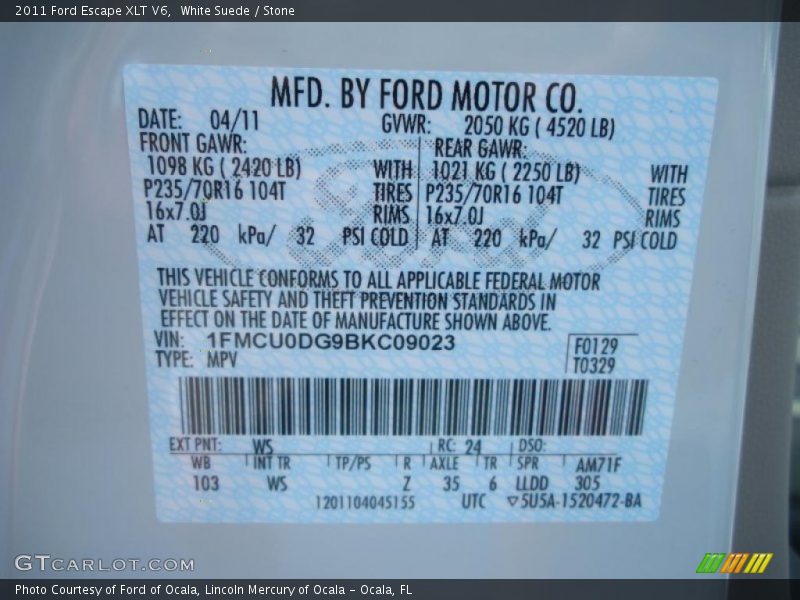 2011 Ford Escape XLT V6,  White Suede / Stone
MFD. BY FORD MOTOR CO.
DATE: 04/11 GVWR: 2050 KG ( 4520 LB)
FRONT GAWR: REAR GAWR:
1098 KG ( 2420 LB) WITH 1021 KG ( 2250 LB) WITH
P235/70R16 104T TIRES P235/70R16 104T TIRES
16x7.0J RIMS 16x7.0J RIMS
AT 220 kPa/ 32 PSI COLD AT 220 kPa/ 32 PSI COLD
THIS VEHICLE CONFORMS TO ALL APPLICABLE FEDERAL MOTOR
VEHICLE SAFETY AND THEFT PREVENTION STANDARDS IN
EFFECT ON THE DATE OF MANUFACTURE SHOWN ABOVE.
VIN: 1FMCU0DG9BKC09023 F0129
TYPE: MPV T0329
EXT PNT: WS RC: 24 DSO:
WB INT TR TP/PS R AXLE TR SPR AM71F
103 WS Z 35 6 LLDD 305
1201104045155 UTC ▽5U5A-1520472-BA
GTCARLOT.COM
Photo Courtesy of Ford of Ocala, Lincoln Mercury of Ocala – Ocala, FL